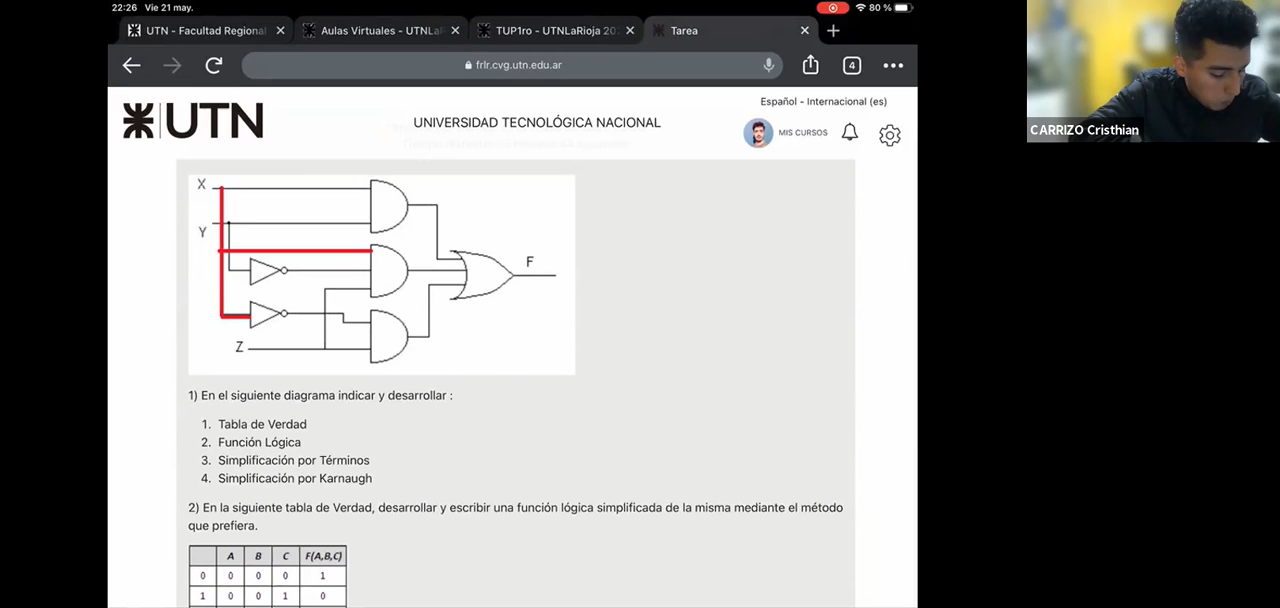 22:26 Vie 21 may.
80 %
UTN - Facultad Regional
Aulas Virtuales - UTNLa
TUP1ro - UTNLaRioja 20
Tarea
frlr.cvg.utn.edu.ar
4
Español - Internacional (es)
UTN
UNIVERSIDAD TECNOLÓGICA NACIONAL
MIS CURSOS
CARRIZO Cristhian
X
Y
F
Z
1) En el siguiente diagrama indicar y desarrollar :
1. Tabla de Verdad
2. Función Lógica
3. Simplificación por Términos
4. Simplificación por Karnaugh
2) En la siguiente tabla de Verdad, desarrollar y escribir una función lógica simplificada de la misma mediante el método
que prefiera.
A B C F(A,B,C)
0 0 0 0 1
1 0 0 1 0